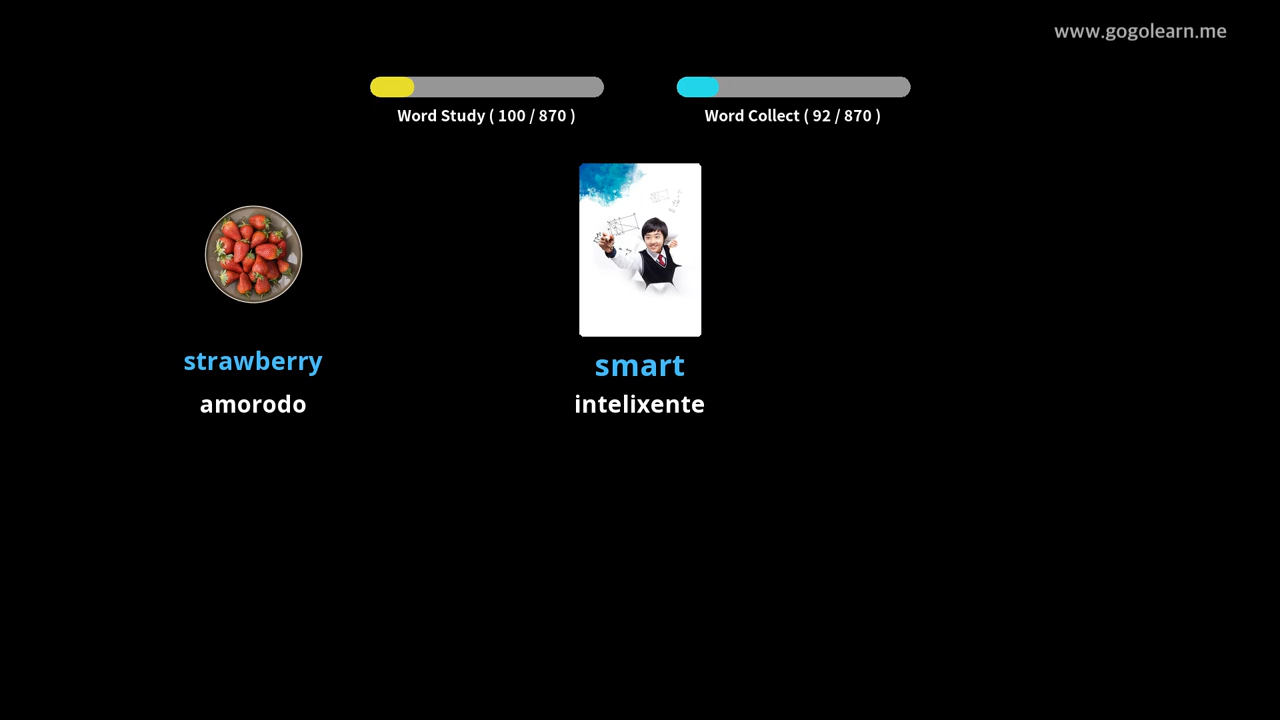 www.gogolearn.me
Word Study ( 100 / 870 )
Word Collect ( 92 / 870 )
strawberry
amorodo
smart
intelixente